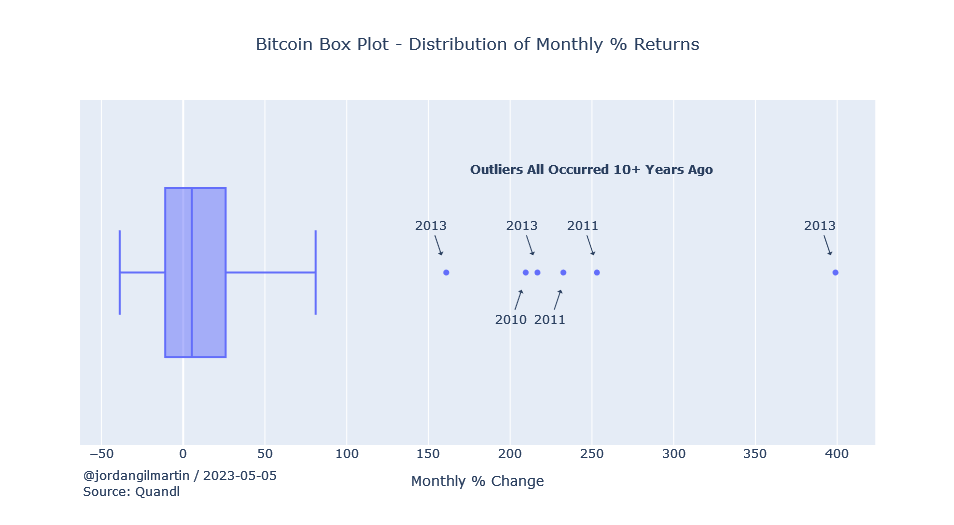 Bitcoin Box Plot - Distribution of Monthly % Returns
Outliers All Occurred 10+ Years Ago
2013 2013 2011 2013
2010 2011
−50 0 50 100 150 200 250 300 350 400
Monthly % Change
@jordangilmartin / 2023-05-05
Source: Quandl